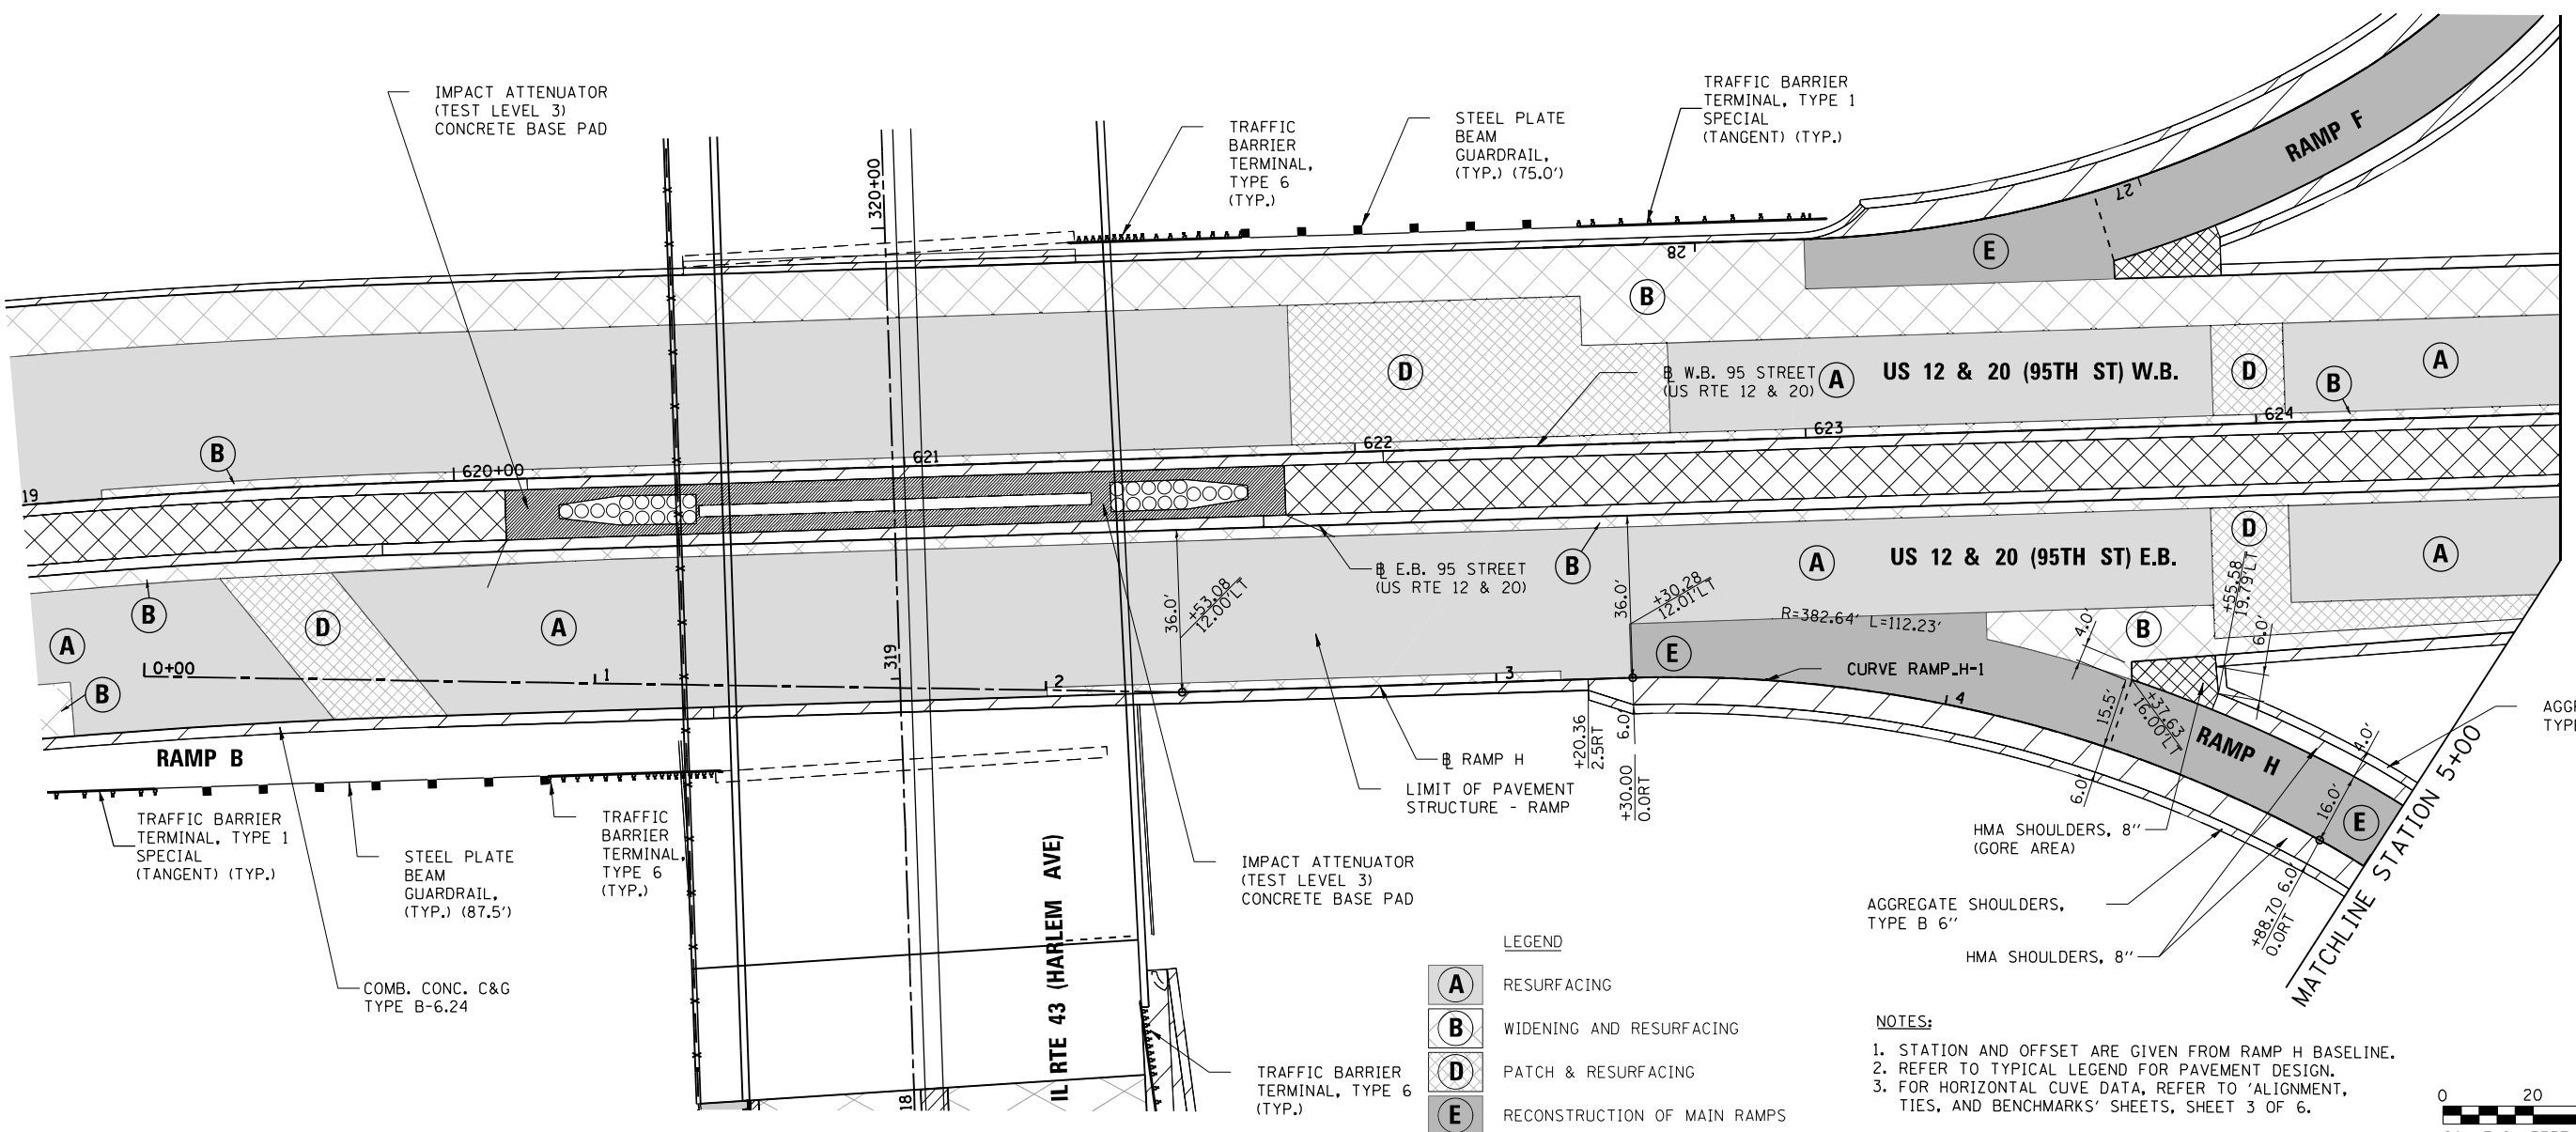 IMPACT ATTENUATOR
(TEST LEVEL 3)
CONCRETE BASE PAD
320+00
TRAFFIC
BARRIER
TERMINAL,
TYPE 6
(TYP.)
STEEL PLATE
BEAM
GUARDRAIL,
(TYP.) (75.0')
TRAFFIC BARRIER
TERMINAL, TYPE 1
SPECIAL
(TANGENT) (TYP.)
RAMP F
27
28
E
B
D
℄ W.B. 95 STREET
(US RTE 12 & 20)
A
US 12 & 20 (95TH ST) W.B.
D
B
A
B
19
620+00
621
622
623
624
A
B
D
A
B
0+00
1
319
2
3
4
36.0'
+53.08
12.00'LT
℄ E.B. 95 STREET
(US RTE 12 & 20)
B
36.0'
+30.28
12.01'LT
A
US 12 & 20 (95TH ST) E.B.
D
A
R=382.64' L=112.23'
E
CURVE RAMP_H-1
4.0'
B
+55.58
19.79'LT
6.0'
15.5'
+37.63
16.00'LT
RAMP H
4.0'
16.0'
E
6.0'
6.0'
+88.70
0.0RT
MATCHLINE STATION 5+00
AGG
TYPE
RAMP B
TRAFFIC BARRIER
TERMINAL, TYPE 1
SPECIAL
(TANGENT) (TYP.)
STEEL PLATE
BEAM
GUARDRAIL,
(TYP.) (87.5')
TRAFFIC
BARRIER
TERMINAL,
TYPE 6
(TYP.)
COMB. CONC. C&G
TYPE B-6.24
IL RTE 43 (HARLEM AVE)
18
℄ RAMP H
LIMIT OF PAVEMENT
STRUCTURE - RAMP
+20.36
2.5RT
6.0'
+30.00
0.0RT
IMPACT ATTENUATOR
(TEST LEVEL 3)
CONCRETE BASE PAD
HMA SHOULDERS, 8''
(GORE AREA)
AGGREGATE SHOULDERS,
TYPE B 6''
HMA SHOULDERS, 8''
TRAFFIC BARRIER
TERMINAL, TYPE 6
(TYP.)
LEGEND
A RESURFACING
B WIDENING AND RESURFACING
D PATCH & RESURFACING
E RECONSTRUCTION OF MAIN RAMPS
NOTES:
1. STATION AND OFFSET ARE GIVEN FROM RAMP H BASELINE.
2. REFER TO TYPICAL LEGEND FOR PAVEMENT DESIGN.
3. FOR HORIZONTAL CUVE DATA, REFER TO 'ALIGNMENT,
TIES, AND BENCHMARKS' SHEETS, SHEET 3 OF 6.
0 20